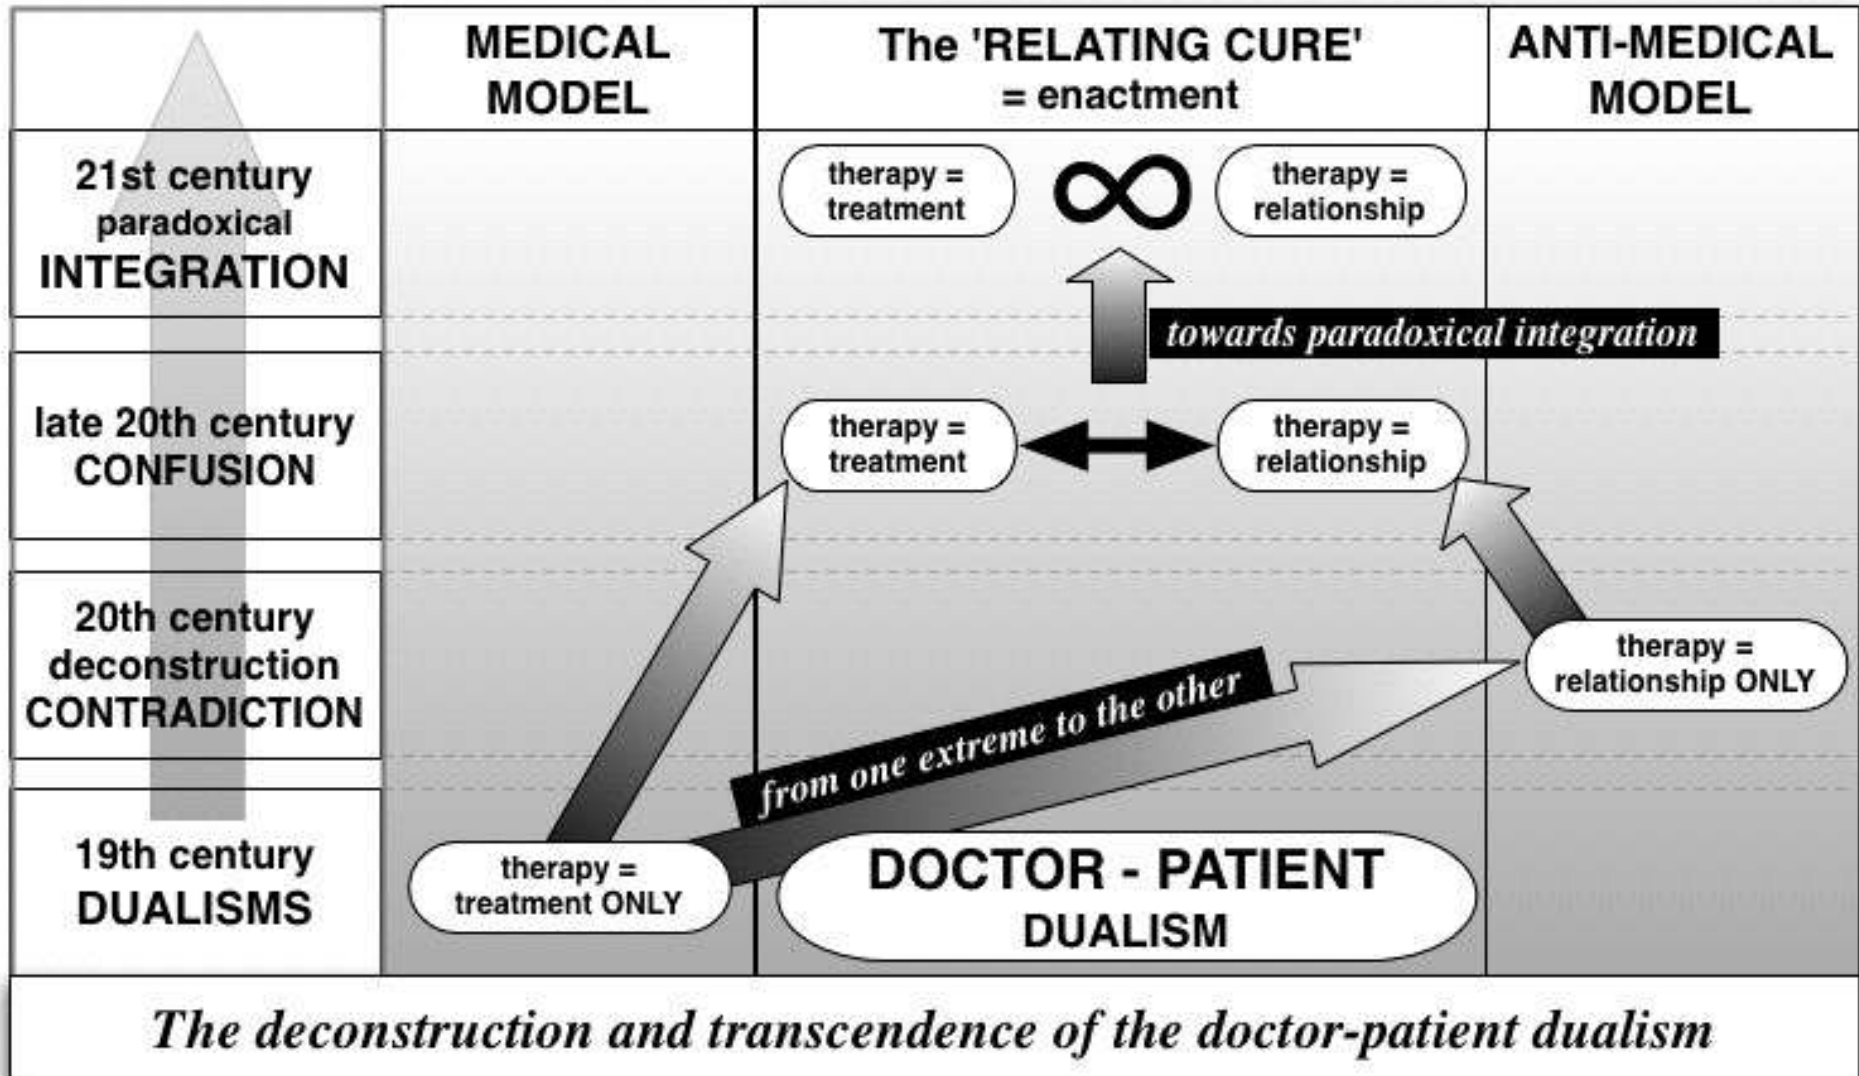 MEDICAL
MODEL
The 'RELATING CURE'
= enactment
ANTI-MEDICAL
MODEL
21st century
paradoxical
INTEGRATION
therapy =
treatment
∞
therapy =
relationship
towards paradoxical integration
late 20th century
CONFUSION
therapy =
treatment
therapy =
relationship
20th century
deconstruction
CONTRADICTION
therapy =
relationship ONLY
from one extreme to the other
19th century
DUALISMS
therapy =
treatment ONLY
DOCTOR - PATIENT
DUALISM
The deconstruction and transcendence of the doctor-patient dualism